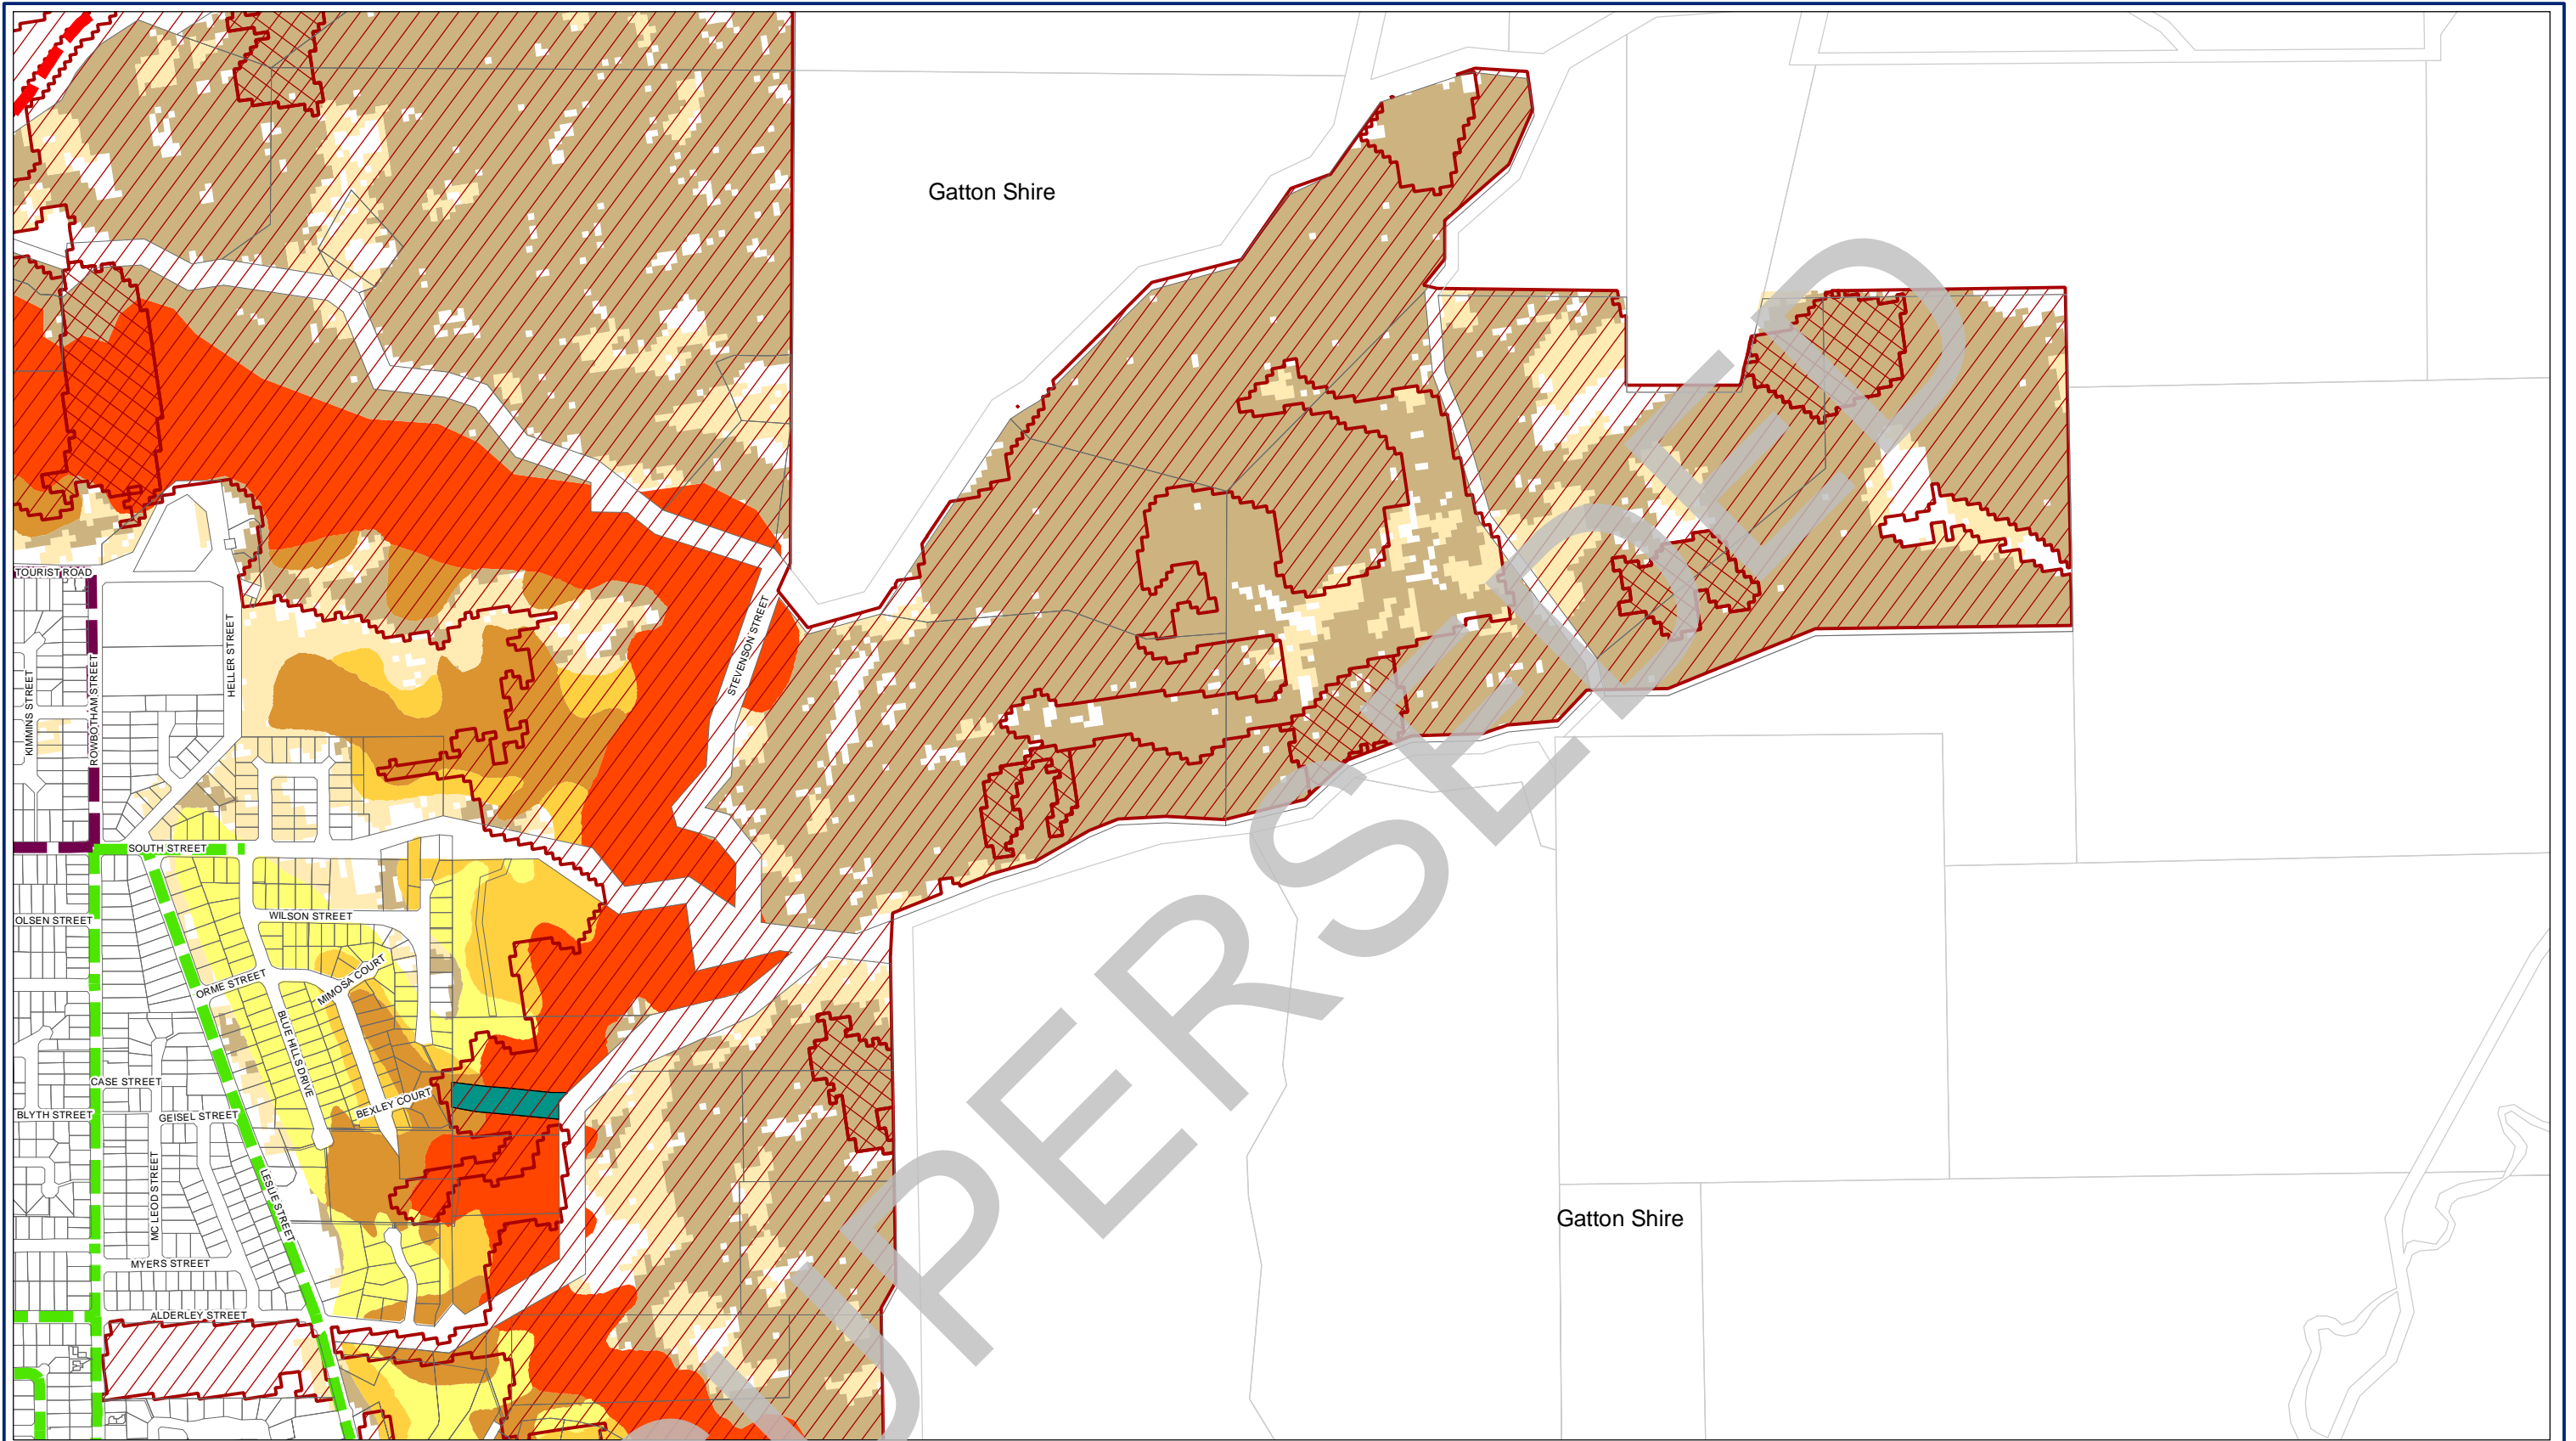 Gatton Shire
TOURIST ROAD
KIMMINS STREET
ROWBOTHAM STREET
HELLER STREET
STEVENSON STREET
SOUTH STREET
OLSEN STREET
WILSON STREET
ORME STREET
MIMOSA COURT
BLUE HILLS DRIVE
CASE STREET
BLYTH STREET
GEISEL STREET
BEXLEY COURT
MC LEOD STREET
LESLIE STREET
MYERS STREET
ALDERLEY STREET
Gatton Shire
SUPERSEDED